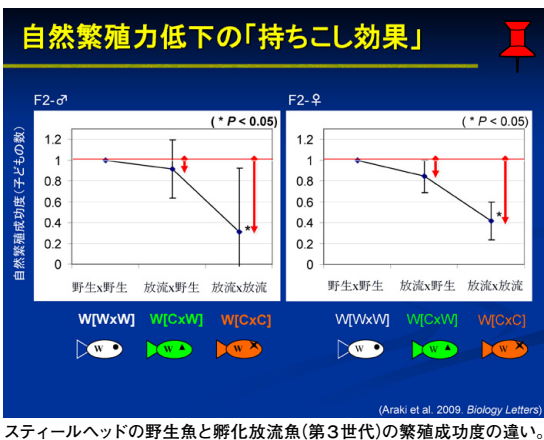 自然繁殖力低下の「持ちこし効果」
F2-♂
F2-♀
自然繁殖成功度(子どもの数)
( * P < 0.05)
1.2
1
0.8
0.6
0.4
0.2
0
*
野生x野生 放流x野生 放流x放流
( * P < 0.05)
1.2
1
0.8
0.6
0.4
0.2
0
*
野生x野生 放流x野生 放流x放流
W[WxW] W[CxW] W[CxC]
W W W
W[WxW] W[CxW] W[CxC]
W W W
(Araki et al. 2009. Biology Letters)
スティールヘッドの野生魚と孵化放流魚(第3世代)の繁殖成功度の違い。